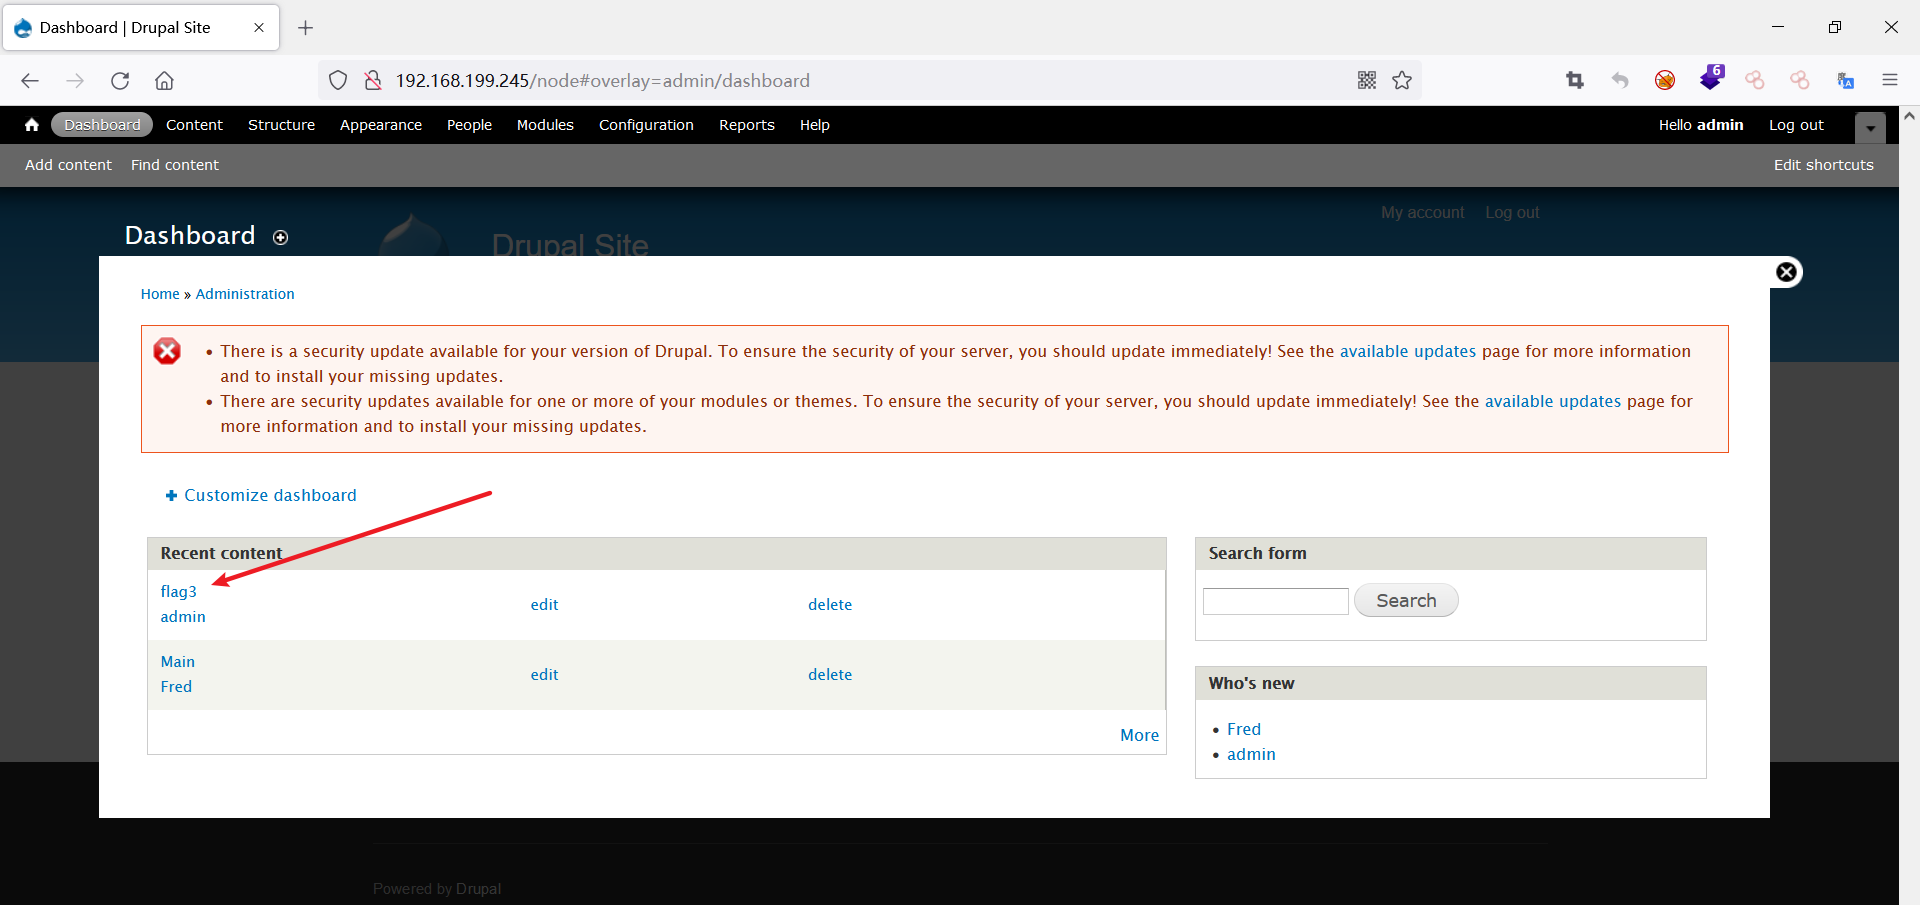 Dashboard | Drupal Site
192.168.199.245/node#overlay=admin/dashboard
6
Dashboard Content Structure Appearance People Modules Configuration Reports Help Hello admin Log out
Add content Find content Edit shortcuts
My account Log out
Dashboard
Drupal Site
Home » Administration
There is a security update available for your version of Drupal. To ensure the security of your server, you should update immediately! See the available updates page for more information
and to install your missing updates.
There are security updates available for one or more of your modules or themes. To ensure the security of your server, you should update immediately! See the available updates page for
more information and to install your missing updates.
Customize dashboard
Recent content
flag3
admin
edit
delete
Main
Fred
edit
delete
More
Search form
Search
Who's new
Fred
admin
Powered by Drupal